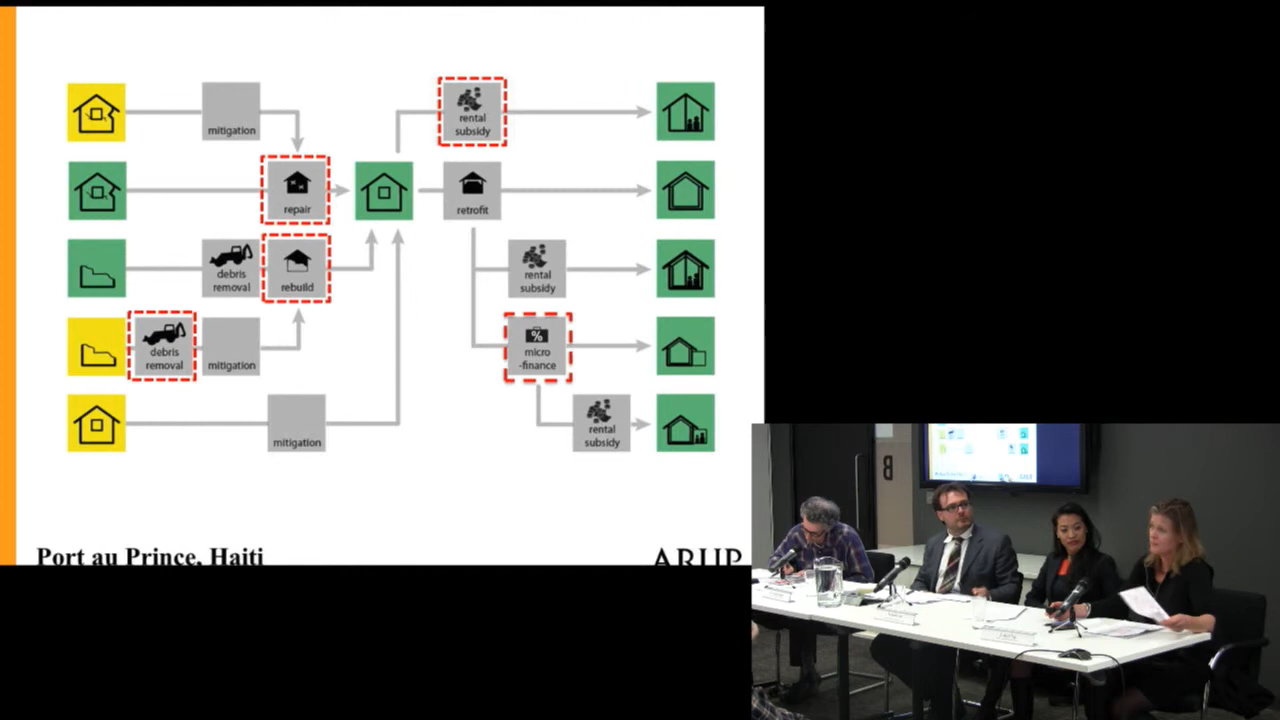 rental
subsidy
mitigation
repair
retrofit
debris
removal
rebuild
rental
subsidy
debris
removal
mitigation
%
micro
-finance
mitigation
rental
subsidy
Port au Prince, Haiti
ARUP
B